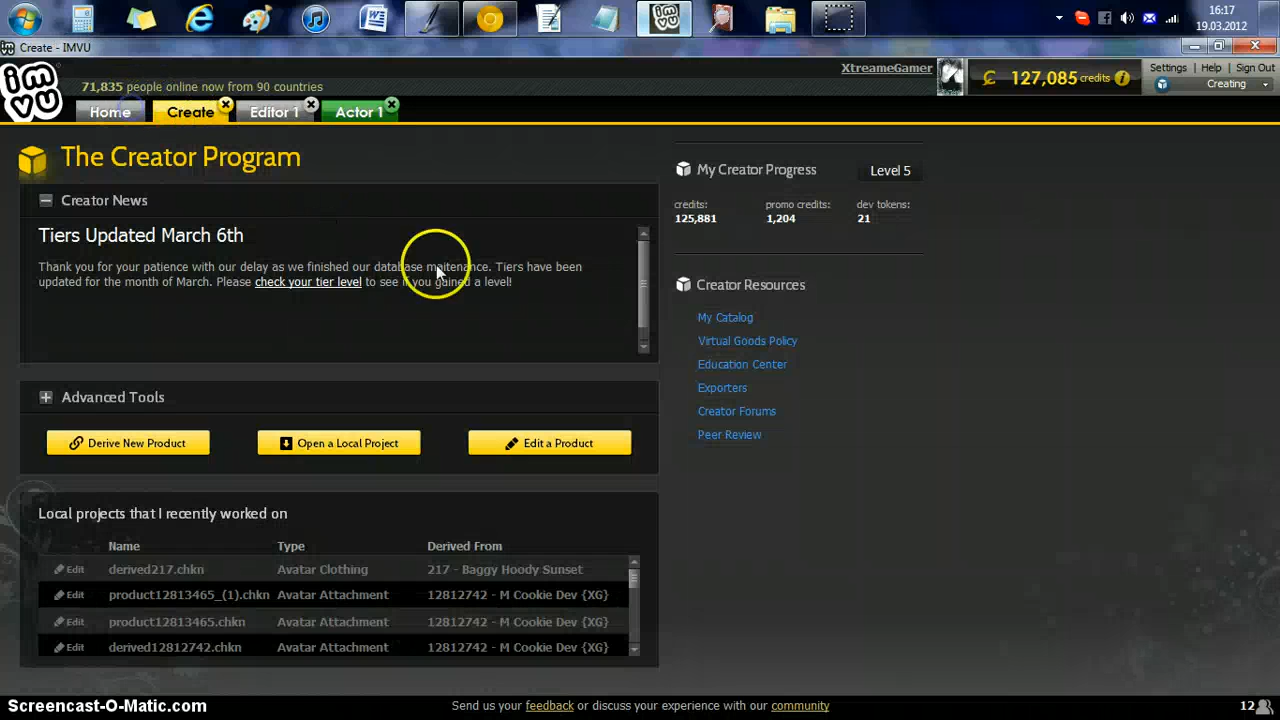 16:17
19.03.2012
Create - IMVU
imvu
71,835 people online now from 90 countries
XtreameGamer
127,085 credits
Settings Help Sign Out
Creating
Home Create Editor 1 Actor 1
The Creator Program
Creator News
Tiers Updated March 6th
Thank you for your patience with our delay as we finished our database maitenance. Tiers have been
updated for the month of March. Please check your tier level to see if you gained a level!
Advanced Tools
Derive New Product Open a Local Project Edit a Product
Local projects that I recently worked on
Name Type Derived From
Edit derived217.chkn Avatar Clothing 217 - Baggy Hoody Sunset
Edit product12813465_(1).chkn Avatar Attachment 12812742 - M Cookie Dev {XG}
Edit product12813465.chkn Avatar Attachment 12812742 - M Cookie Dev {XG}
Edit derived12812742.chkn Avatar Attachment 12812742 - M Cookie Dev {XG}
My Creator Progress Level 5
credits: promo credits: dev tokens:
125,881 1,204 21
Creator Resources
My Catalog
Virtual Goods Policy
Education Center
Exporters
Creator Forums
Peer Review
Screencast-O-Matic.com
Send us your feedback or discuss your experience with our community
12